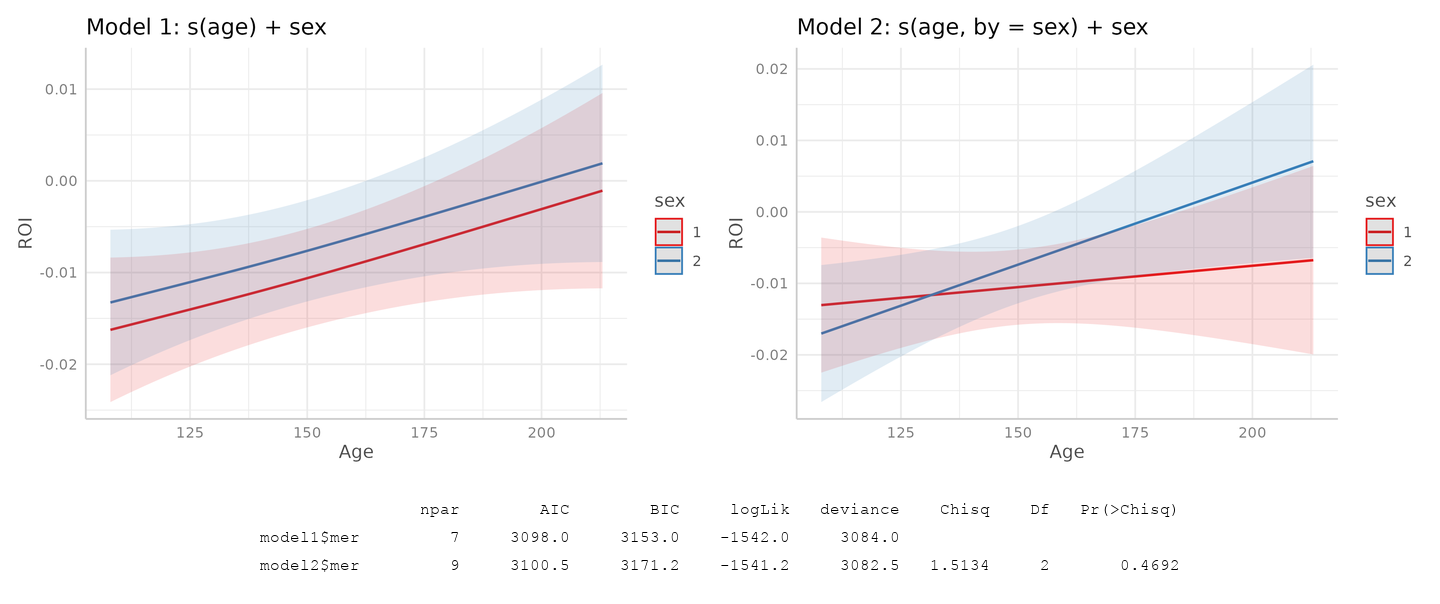 Model 1: s(age) + sex
0.01
0.00
-0.01
-0.02
ROI
125 150 175 200
Age
sex
1
2
Model 2: s(age, by = sex) + sex
0.02
0.01
0.00
-0.01
-0.02
ROI
125 150 175 200
Age
sex
1
2
npar AIC BIC logLik deviance Chisq Df Pr(>Chisq)
model1$mer 7 3098.0 3153.0 -1542.0 3084.0
model2$mer 9 3100.5 3171.2 -1541.2 3082.5 1.5134 2 0.4692